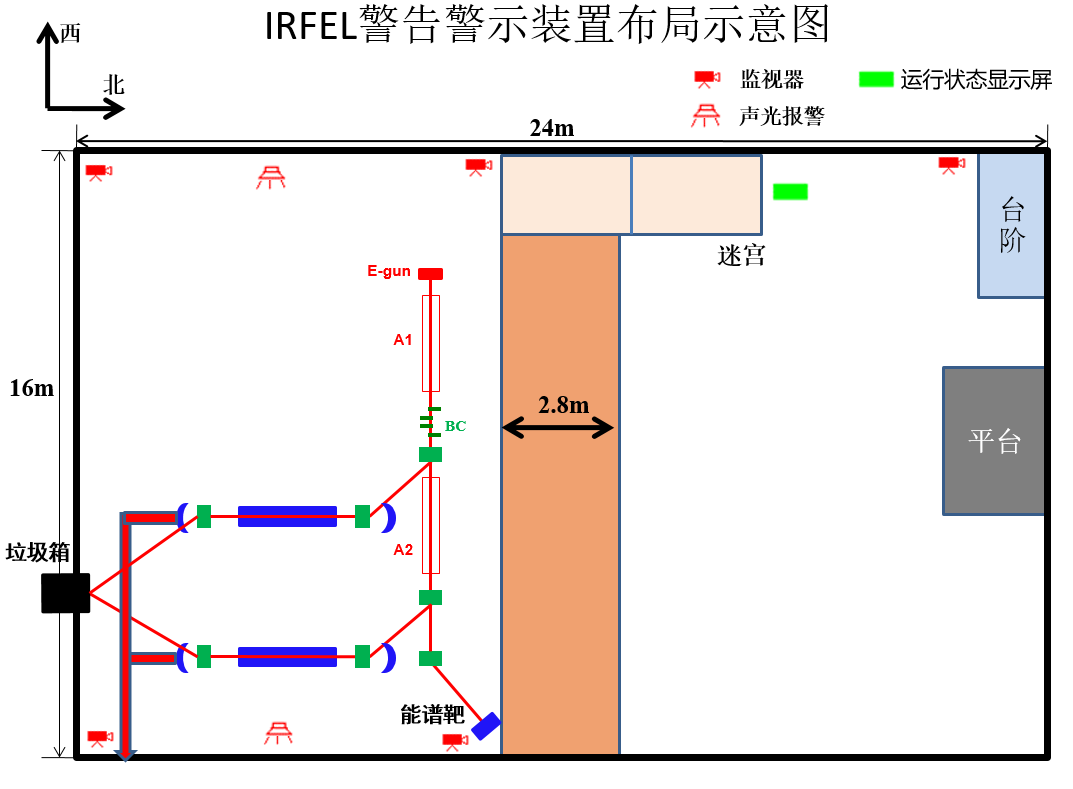 IRFEL警告警示装置布局示意图
西
北
监视器
运行状态显示屏
声光报警
24m
台阶
迷宫
E-gun
A1
16m
2.8m
BC
平台
垃圾箱
A2
能谱靶